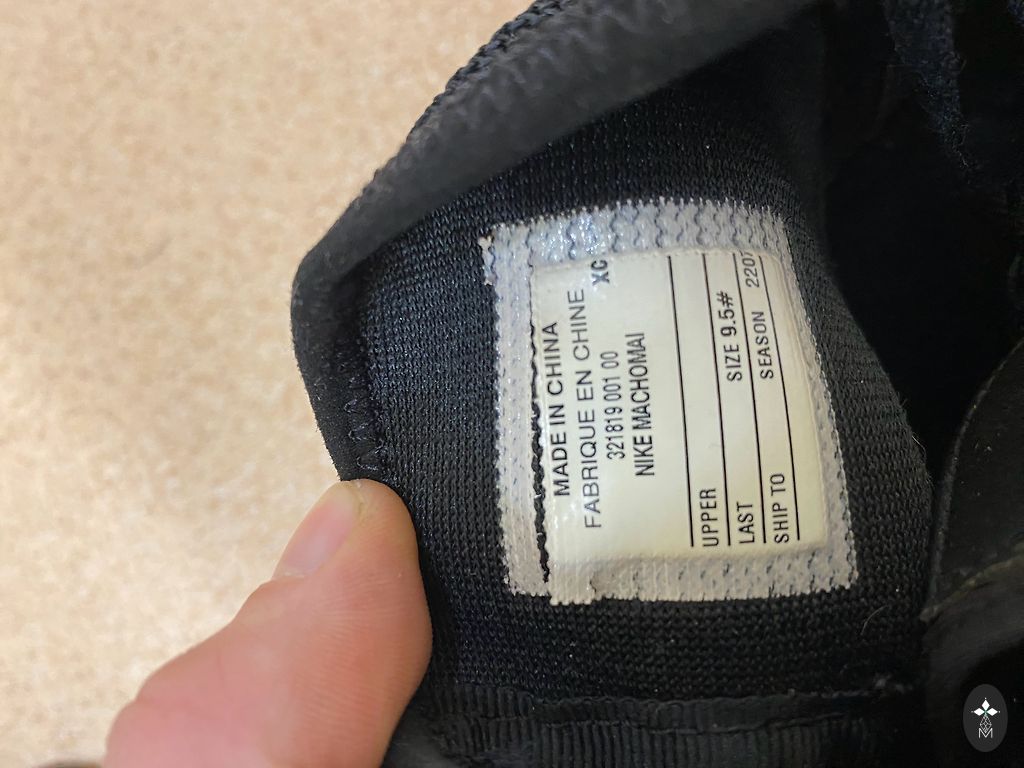 XC
MADE IN CHINA
FABRIQUE EN CHINE
321819 001 00
NIKE MACHOMAI
UPPER
LAST SIZE 9.5#
SHIP TO SEASON 2207
M